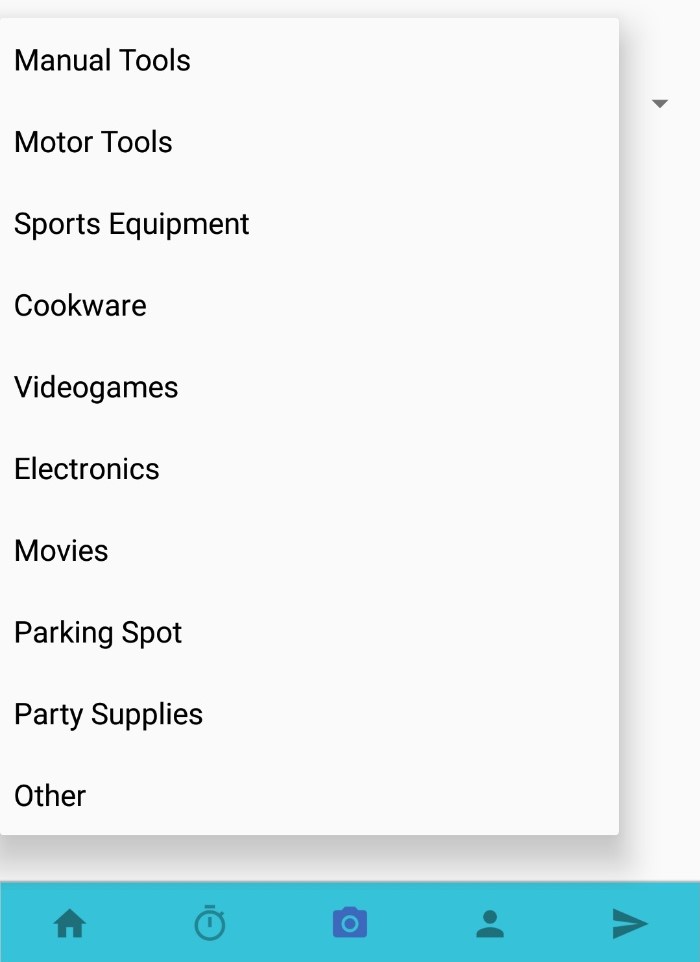 Manual Tools
Motor Tools
Sports Equipment
Cookware
Videogames
Electronics
Movies
Parking Spot
Party Supplies
Other